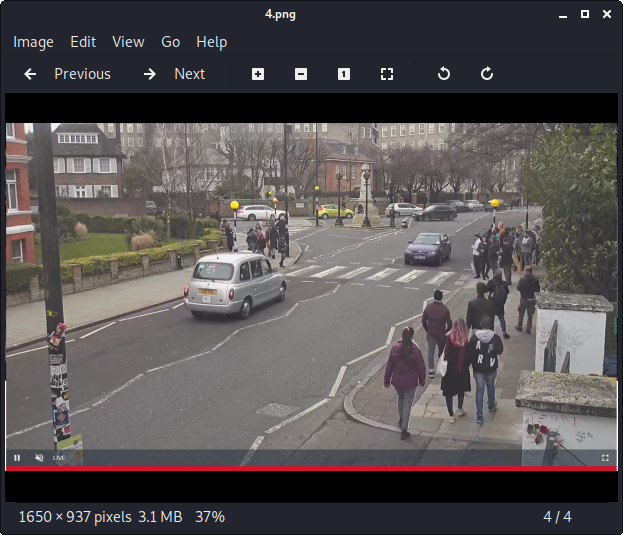 4.png
Image Edit View Go Help
Previous Next
LIVE
1650 × 937 pixels 3.1 MB 37%
4 / 4